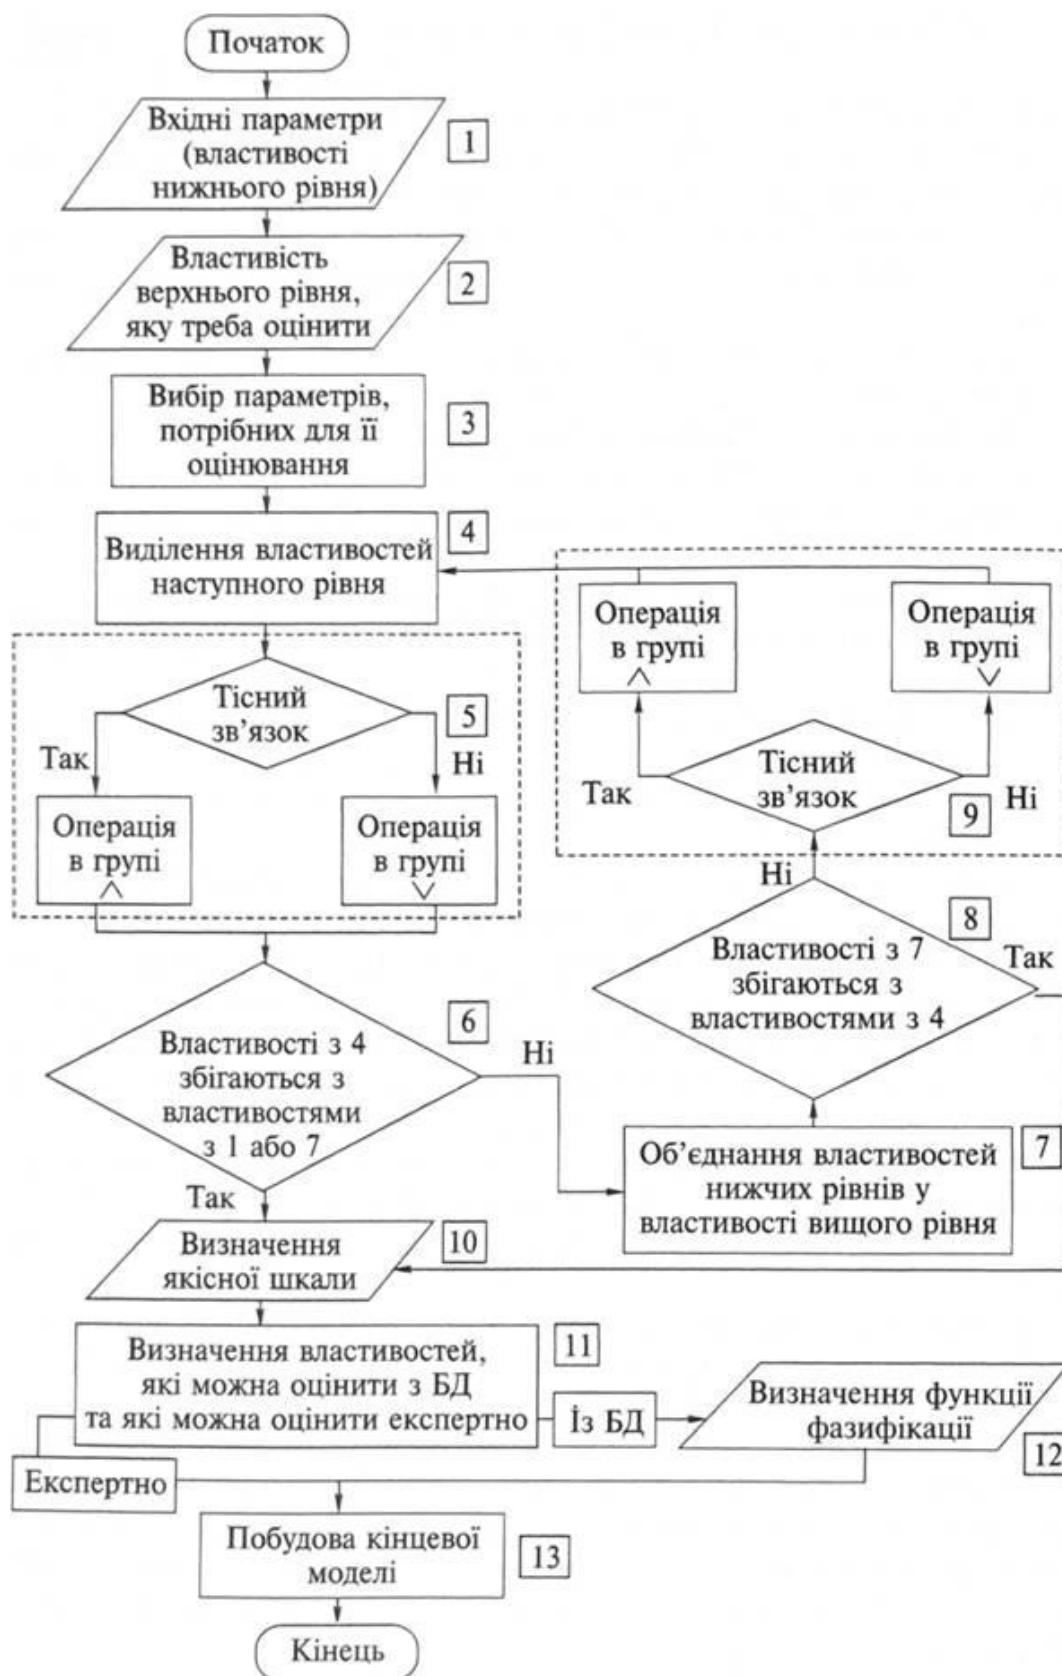 Початок
Вхідні параметри
(властивості
нижнього рівня)
1
Властивість
верхнього рівня,
яку треба оцінити
2
Вибір параметрів,
потрібних для її
оцінювання
3
Виділення властивостей
наступного рівня
4
Тісний
зв'язок
5
Так
Ні
Операція
в групі
∧
Операція
в групі
∨
Властивості з 4
збігаються з
властивостями
з 1 або 7
6
Ні
Так
Об’єднання властивостей
нижчих рівнів у
властивості вищого рівня
7
Властивості з 7
збігаються з
властивостями з 4
8
Ні
Так
Тісний
зв'язок
9
Так
Ні
Операція
в групі
∧
Операція
в групі
∨
Визначення
якісної шкали
10
Визначення властивостей,
які можна оцінити з БД
та які можна оцінити експертно
11
Із БД
Визначення функції
фазифікації
12
Експертно
Побудова кінцевої
моделі
13
Кінець